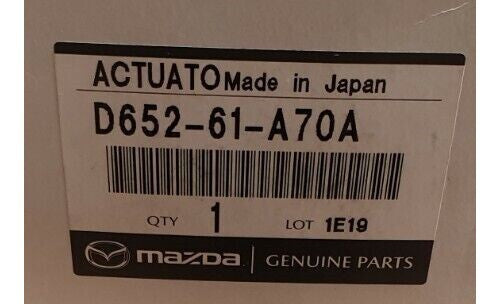 ACTUATO Made in Japan
D652-61-A70A
QTY 1 LOT 1E19
mazda GENUINE PARTS